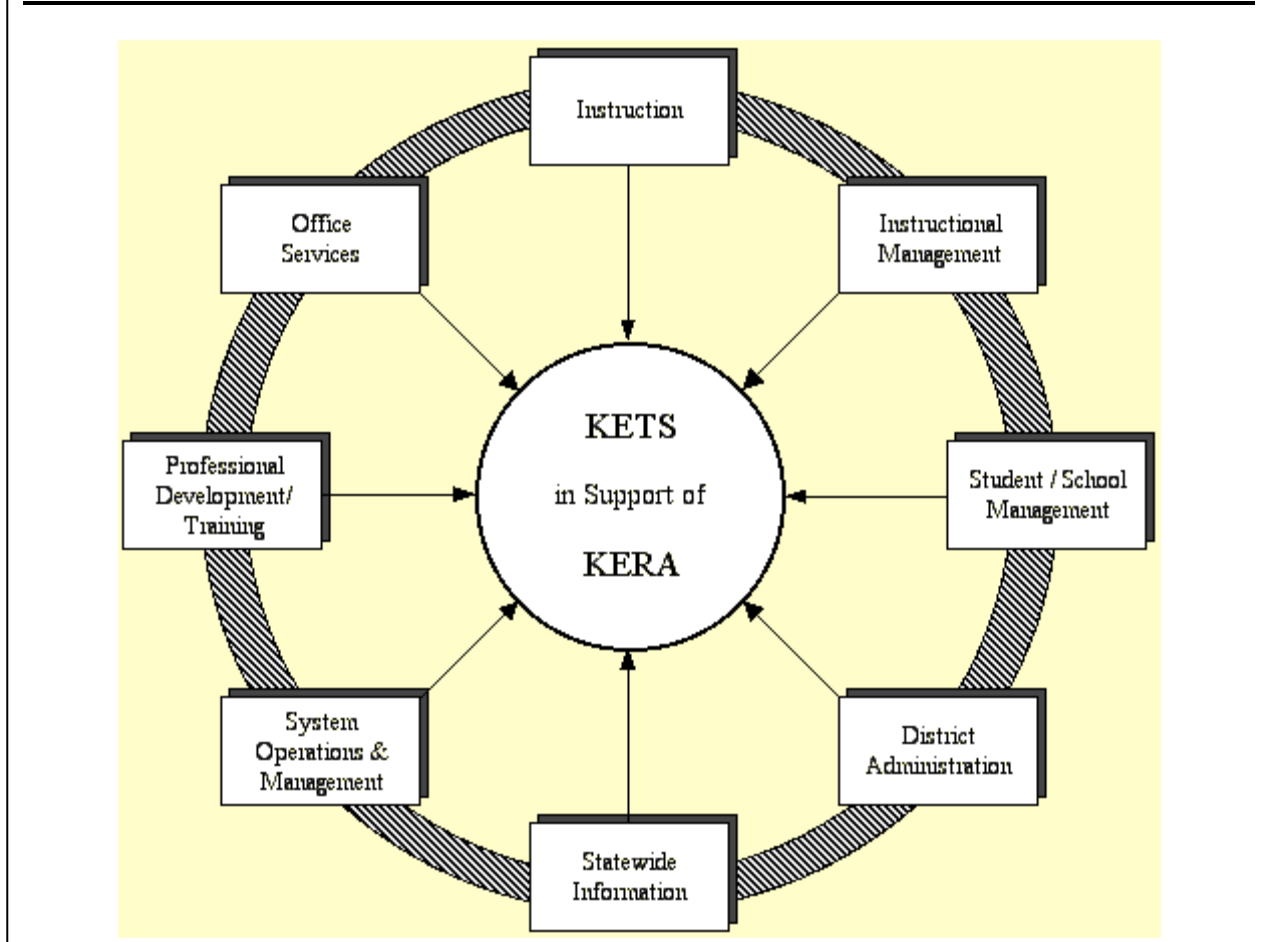 Instruction
Office
Services
Instructional
Management
Professional
Development/
Training
KETS
in Support of
KERA
Student / School
Management
System
Operations &
Management
District
Administration
Statewide
Information